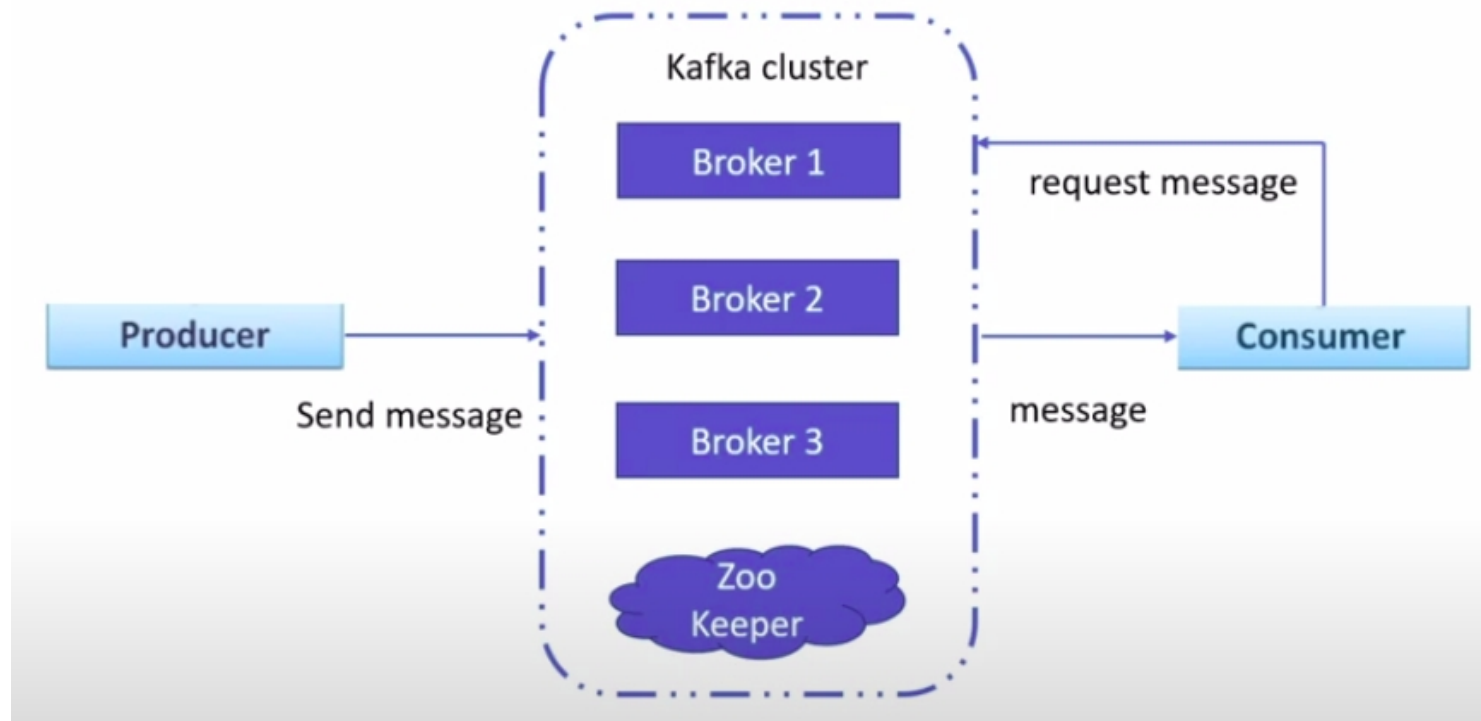 Kafka cluster
Broker 1
request message
Broker 2
Producer
Consumer
Send message
message
Broker 3
Zoo
Keeper